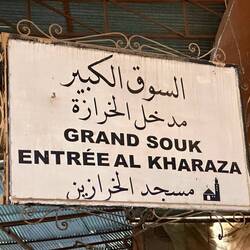 السوق الكبير
مدخل الخرازة
GRAND SOUK
ENTRÉE AL KHARAZA
مسجد الخرازين